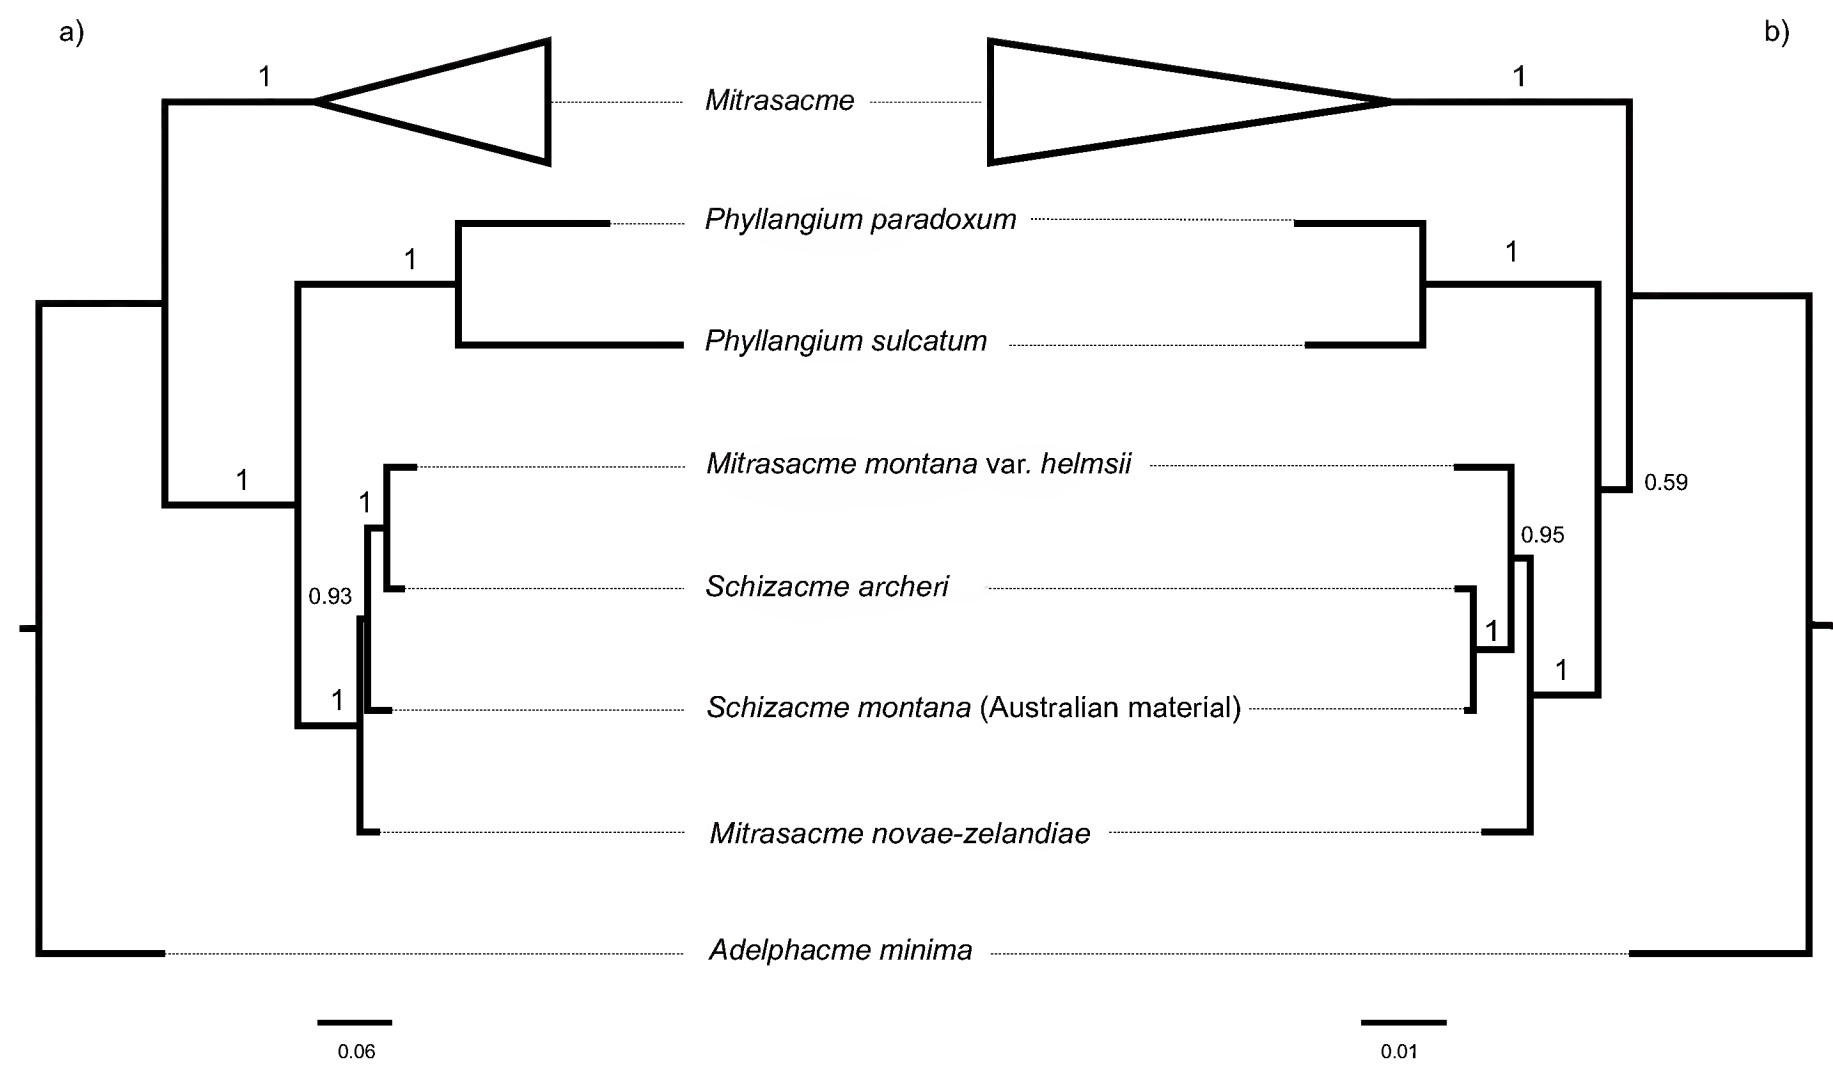 a)
b)
1
1
Mitrasacme
Phyllangium paradoxum
1
1
Phyllangium sulcatum
Mitrasacme montana var. helmsii
1
0.59
1
0.95
Schizacme archeri
0.93
1
1
1
Schizacme montana (Australian material)
Mitrasacme novae-zelandiae
Adelphacme minima
0.06
0.01